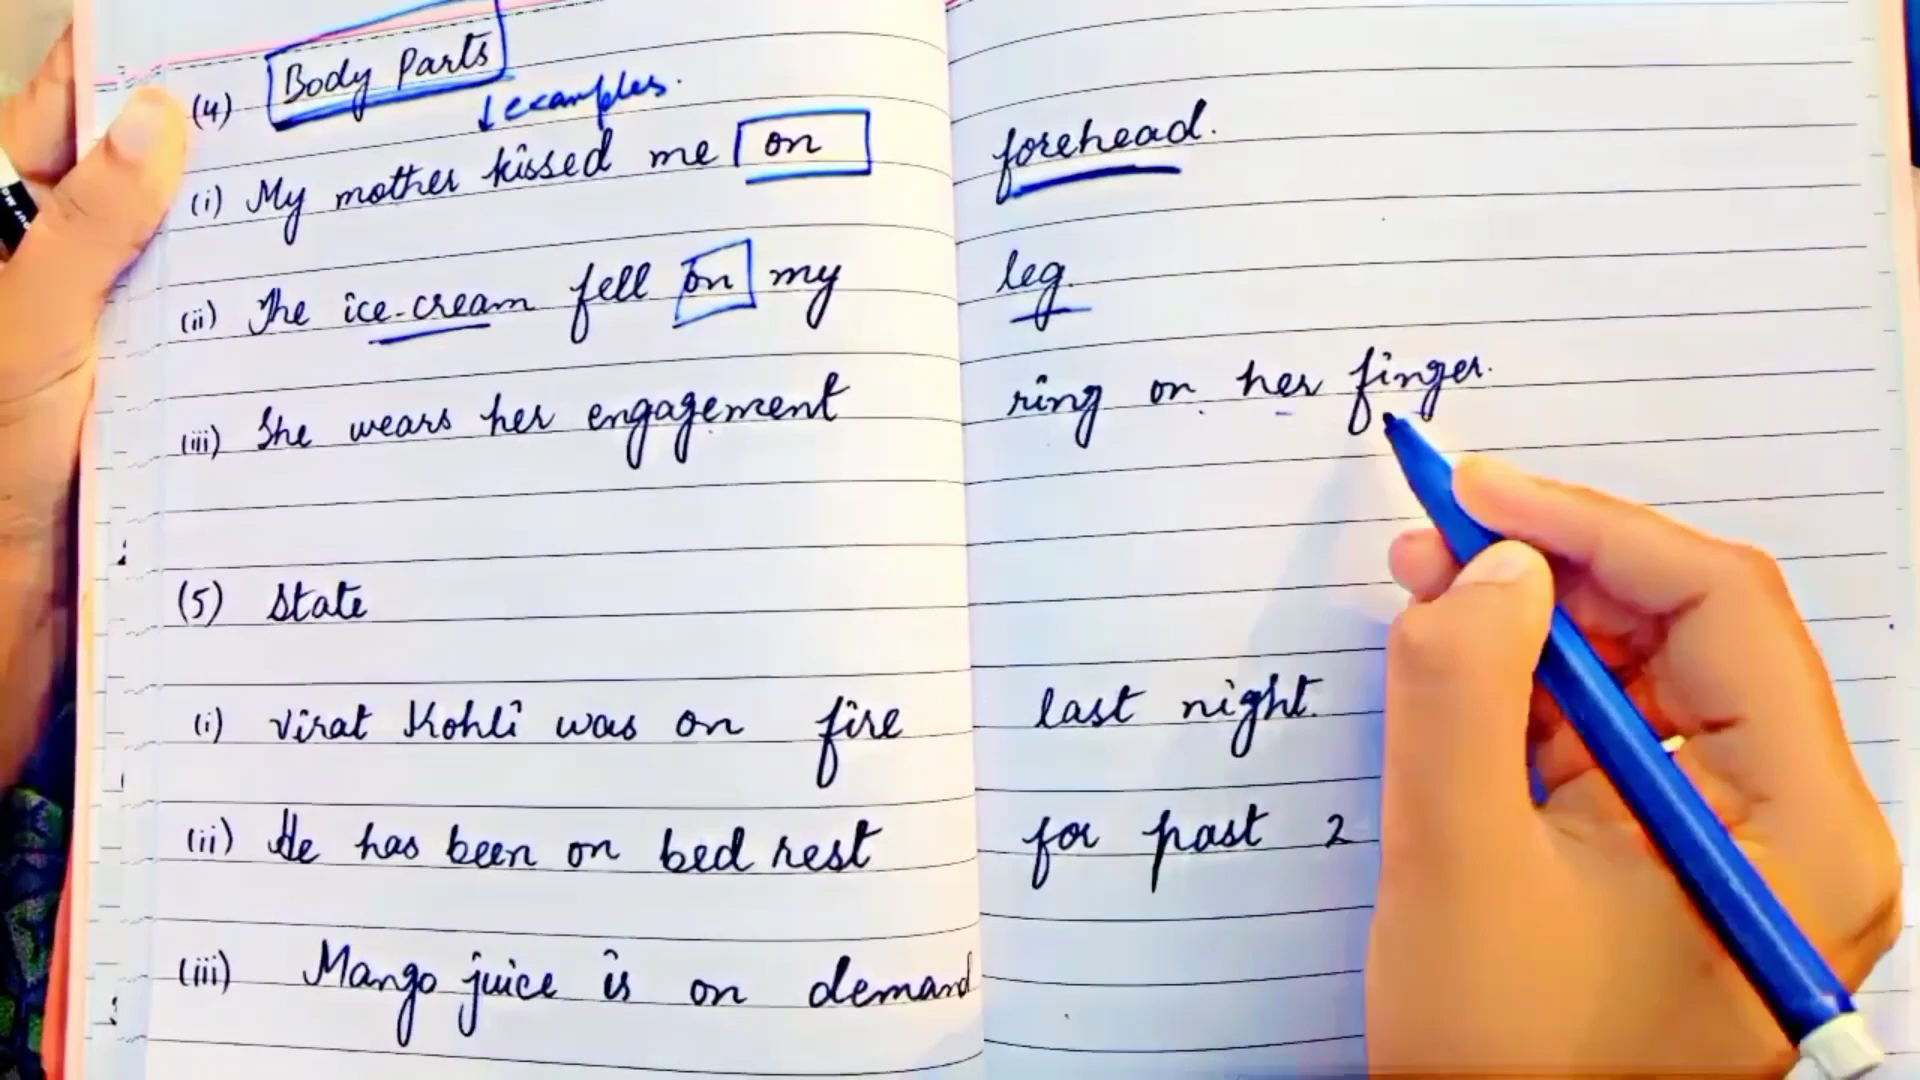 (4) Body Parts
↓ examples.
(i) My mother kissed me on forehead.
(ii) The ice-cream fell on my leg.
(iii) She wears her engagement ring on her finger.
(5) State
(i) Virat Kohli was on fire last night.
(ii) He has been on bed rest for past 2
(iii) Mango juice is on demand